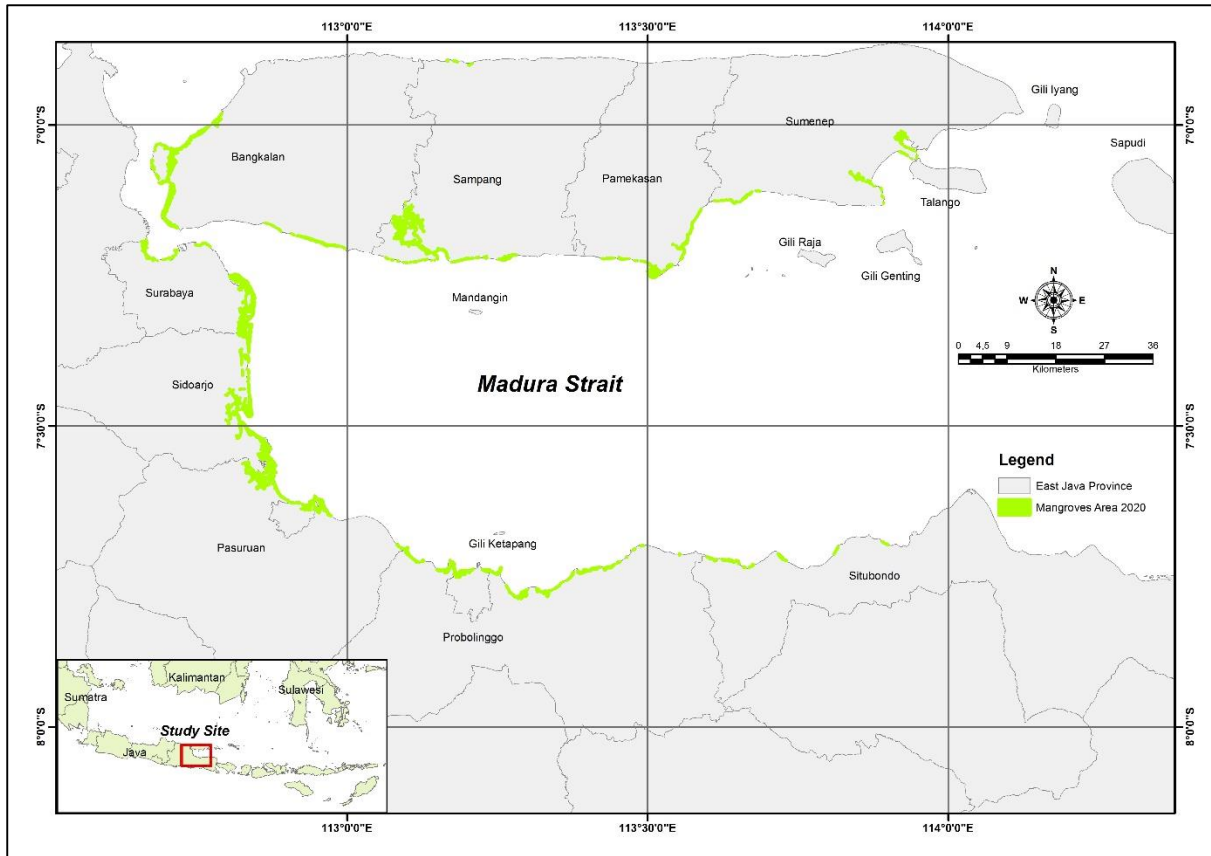 113°0'0"E
113°30'0"E
114°0'0"E
Gili Iyang
7°0'0"S
Sumenep
7°0'0"S
Sapudi
Bangkalan
Sampang
Pamekasan
Talango
Gili Raja
Gili Genting
Surabaya
Mandangin
N
W
E
S
0 4,5 9 18 27 36
Kilometers
Sidoarjo
Madura Strait
7°30'0"S
7°30'0"S
Legend
East Java Province
Mangroves Area 2020
Pasuruan
Gili Ketapang
Situbondo
Probolinggo
Kalimantan
Sulawesi
Sumatra
Study Site
Java
8°0'0"S
8°0'0"S
113°0'0"E
113°30'0"E
114°0'0"E